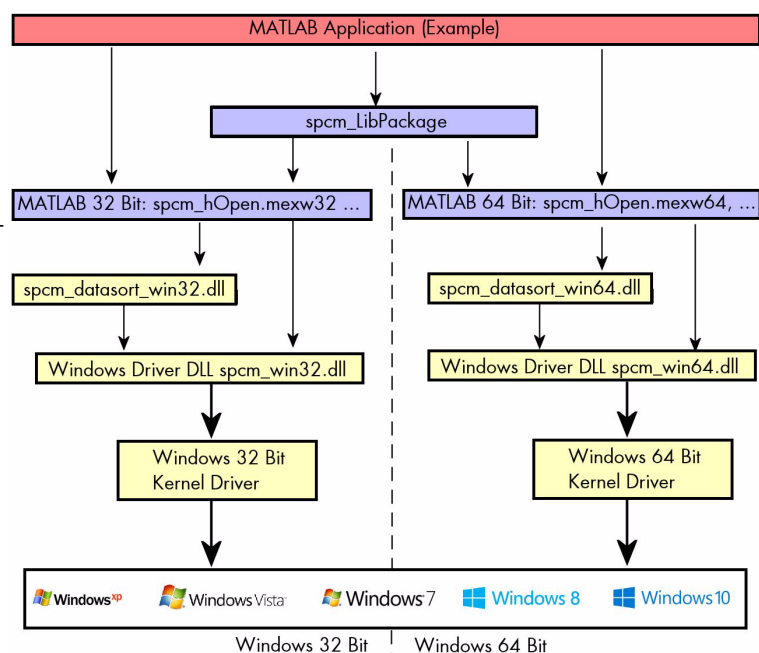 MATLAB Application (Example)
spcm_LibPackage
MATLAB 32 Bit: spcm_hOpen.mexw32 ...
MATLAB 64 Bit: spcm_hOpen.mexw64, ...
spcm_datasort_win32.dll
spcm_datasort_win64.dll
Windows Driver DLL spcm_win32.dll
Windows Driver DLL spcm_win64.dll
Windows 32 Bit
Kernel Driver
Windows 64 Bit
Kernel Driver
Windows xp
Windows Vista
Windows 7
Windows 8
Windows 10
Windows 32 Bit
Windows 64 Bit